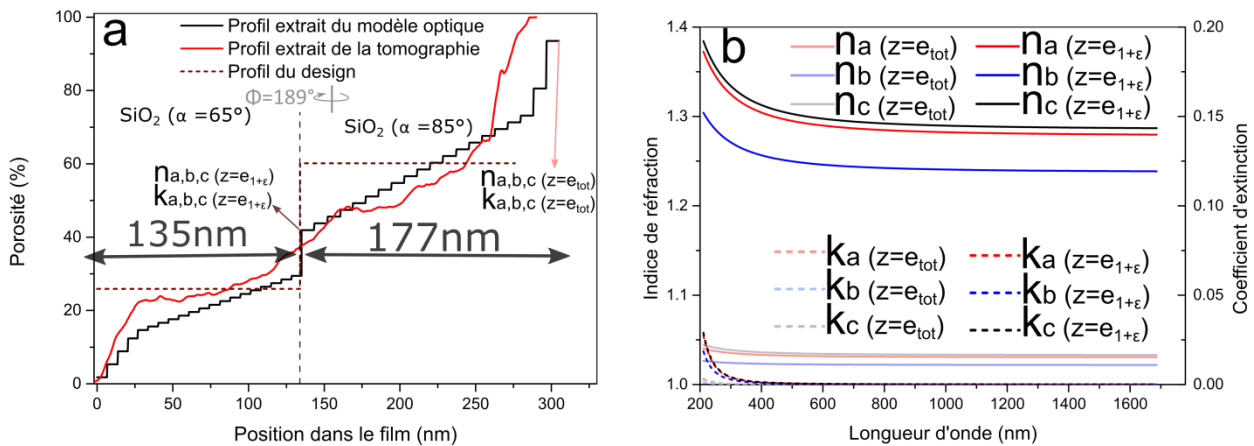 a
Profil extrait du modèle optique
Profil extrait de la tomographie
Profil du design
Φ=189°
SiO₂ (α = 65°)
SiO₂ (α = 85°)
nₐ,b,c (z=e₁₊ε)
kₐ,b,c (z=e₁₊ε)
nₐ,b,c (z=eₜₒₜ)
kₐ,b,c (z=eₜₒₜ)
135nm
177nm
Porosité (%)
100
80
60
40
20
0
0 50 100 150 200 250 300
Position dans le film (nm)
b
na (z=etot) na (z=e1+ε)
nb (z=etot) nb (z=e1+ε)
nc (z=etot) nc (z=e1+ε)
ka (z=etot) ka (z=e1+ε)
kb (z=etot) kb (z=e1+ε)
kc (z=etot) kc (z=e1+ε)
Indice de réfraction
1.4
1.3
1.2
1.1
1.0
Coefficient d'extinction
0.20
0.15
0.10
0.05
0.00
200 400 600 800 1000 1200 1400 1600
Longueur d'onde (nm)